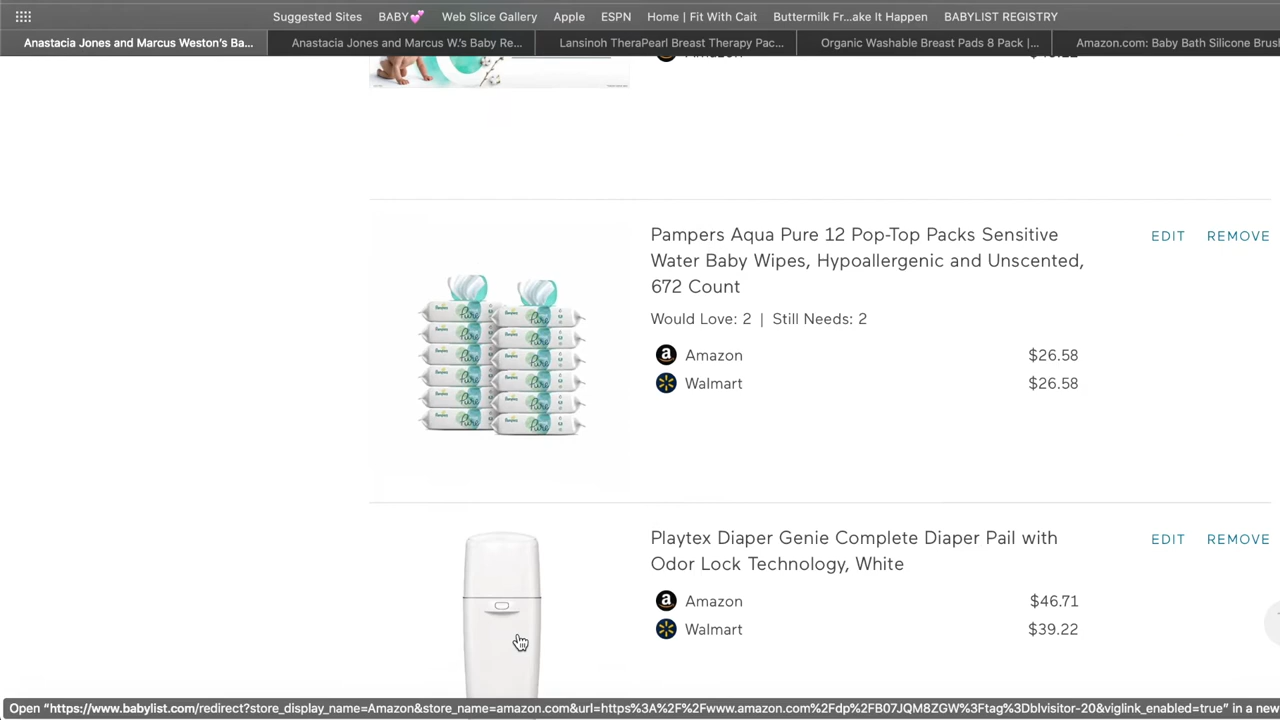 Suggested Sites BABY💕 Web Slice Gallery Apple ESPN Home | Fit With Cait Buttermilk Fr...ake It Happen BABYLIST REGISTRY
Anastacia Jones and Marcus Weston's Ba... Anastacia Jones and Marcus W.'s Baby Re... Lansinoh TheraPearl Breast Therapy Pac... Organic Washable Breast Pads 8 Pack |... Amazon.com: Baby Bath Silicone Brush
Pampers Aqua Pure 12 Pop-Top Packs Sensitive EDIT REMOVE
Water Baby Wipes, Hypoallergenic and Unscented,
672 Count
Would Love: 2 | Still Needs: 2
Amazon $26.58
Walmart $26.58
Playtex Diaper Genie Complete Diaper Pail with EDIT REMOVE
Odor Lock Technology, White
Amazon $46.71
Walmart $39.22
Open "https://www.babylist.com/redirect?store_display_name=Amazon&store_name=amazon.com&url=https%3A%2F%2Fwww.amazon.com%2Fdp%2FB07JQM8ZGW%3Ftag%3Dblvisitor-20&viglink_enabled=true" in a new